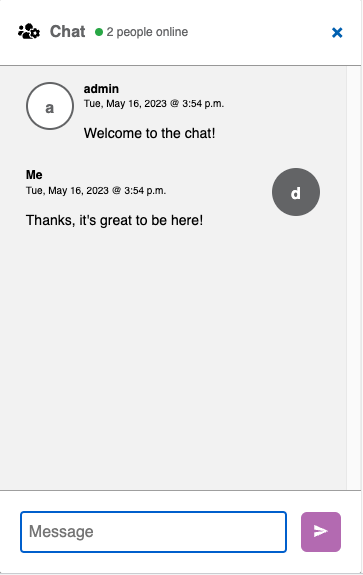 Chat 2 people online
a
admin
Tue, May 16, 2023 @ 3:54 p.m.
Welcome to the chat!
Me
Tue, May 16, 2023 @ 3:54 p.m.
d
Thanks, it's great to be here!
Message